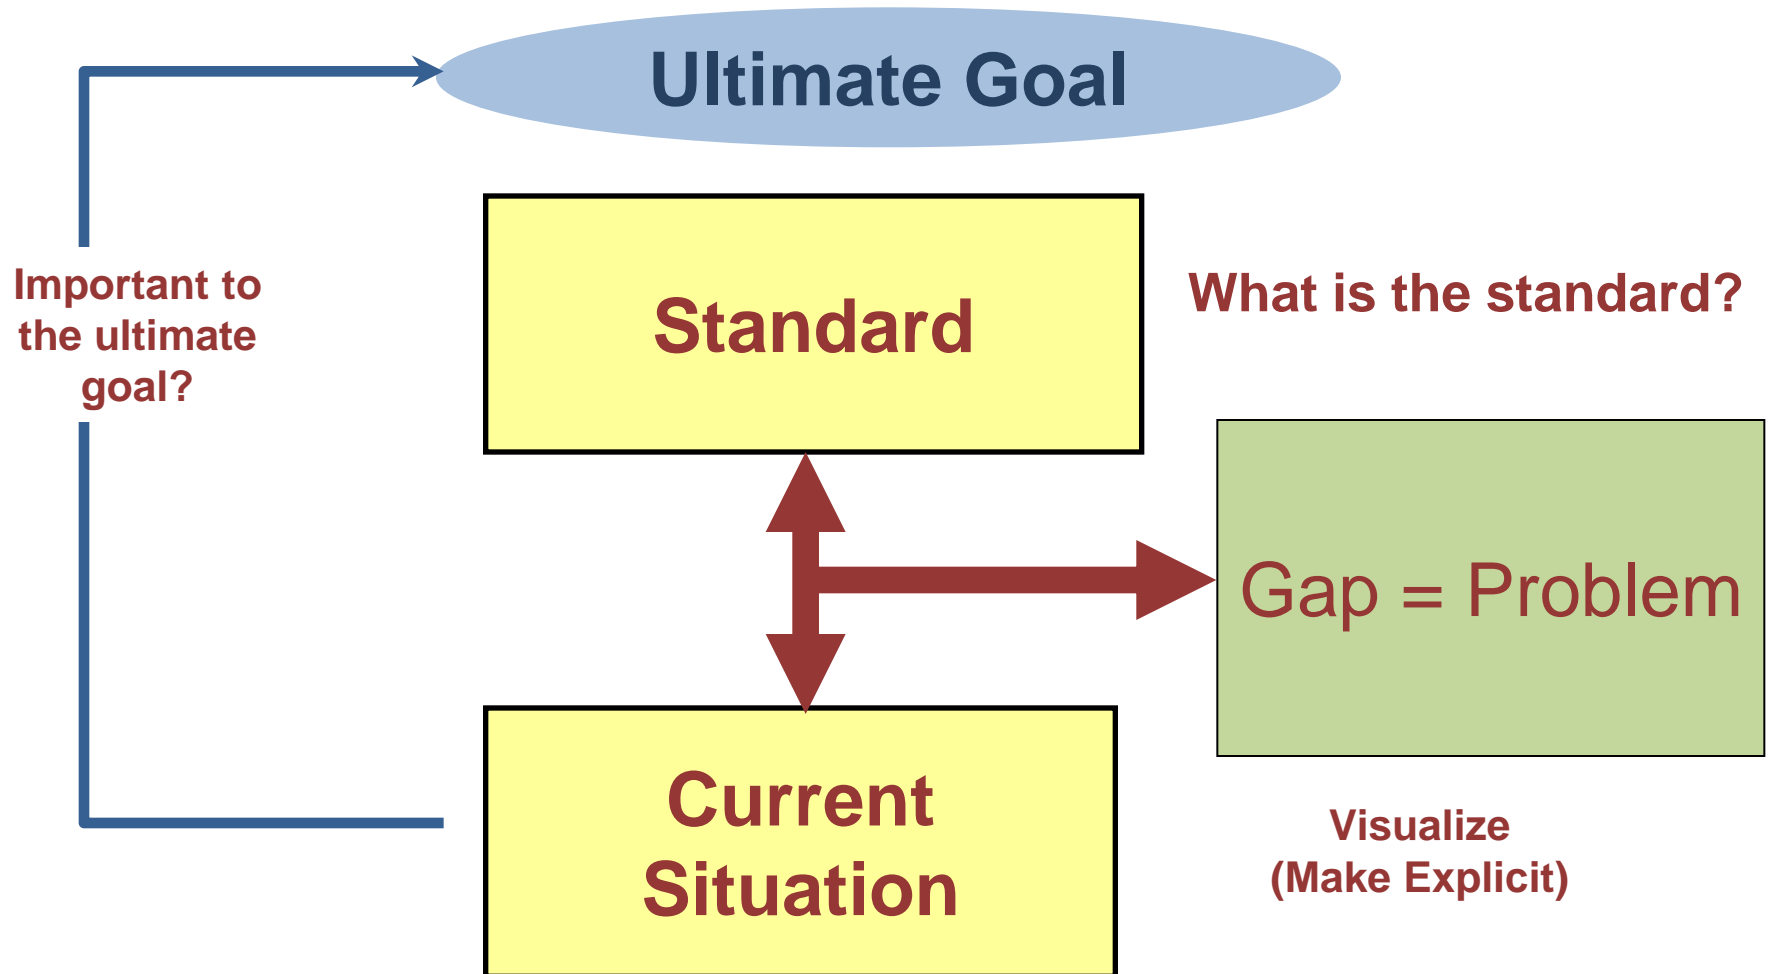 Ultimate Goal
Important to
the ultimate
goal?
Standard
What is the standard?
Gap = Problem
Current
Situation
Visualize
(Make Explicit)